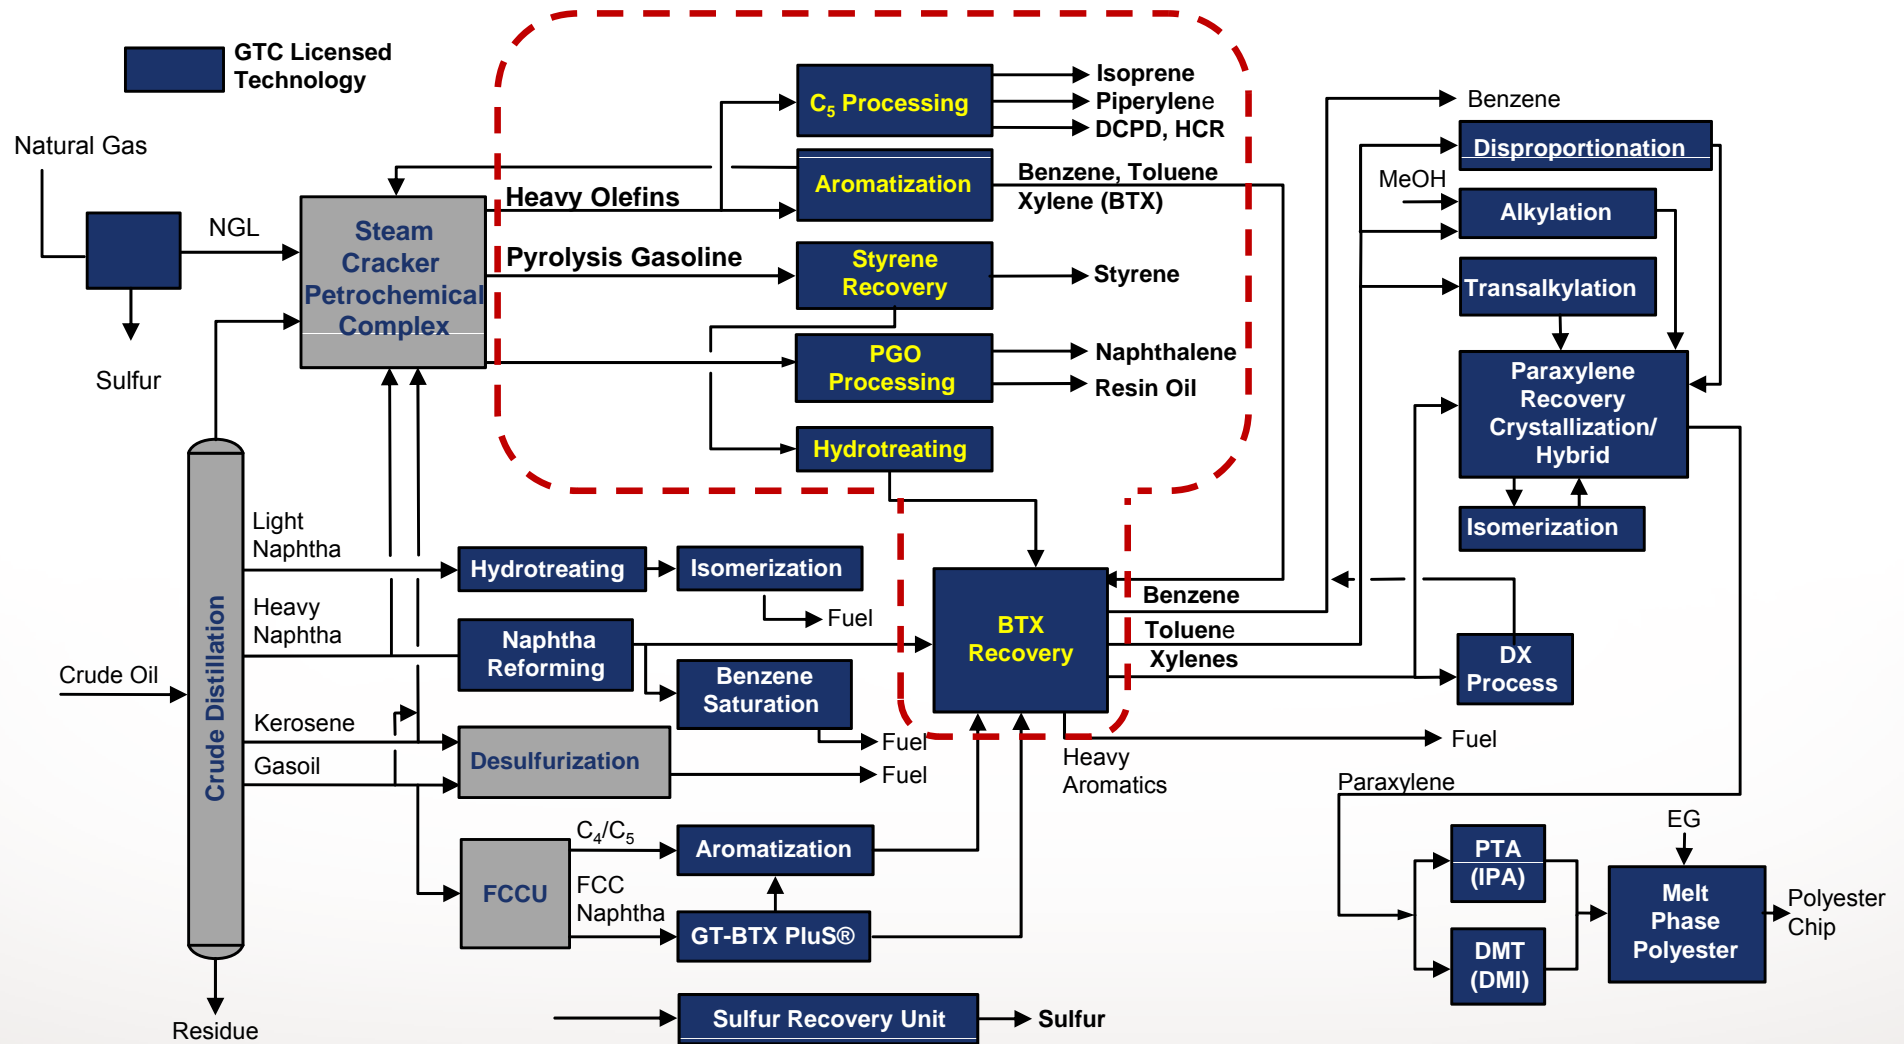 GTC Licensed
Technology
Natural Gas
NGL
Sulfur
Steam
Cracker
Petrochemical
Complex
Heavy Olefins
Pyrolysis Gasoline
C5 Processing
Isoprene
Piperylene
DCPD, HCR
Aromatization
Benzene, Toluene
Xylene (BTX)
Styrene
Recovery
Styrene
PGO
Processing
Naphthalene
Resin Oil
Hydrotreating
Benzene
Disproportionation
MeOH
Alkylation
Transalkylation
Paraxylene
Recovery
Crystallization/
Hybrid
Isomerization
Crude Oil
Crude Distillation
Residue
Light
Naphtha
Hydrotreating
Isomerization
Fuel
Heavy
Naphtha
Naphtha
Reforming
Benzene
Saturation
Fuel
Kerosene
Gasoil
Desulfurization
Fuel
FCCU
C4/C5
Aromatization
FCC
Naphtha
GT-BTX PluS®
BTX
Recovery
Benzene
Toluene
Xylenes
DX
Process
Heavy
Aromatics
Fuel
Paraxylene
PTA
(IPA)
DMT
(DMI)
EG
Melt
Phase
Polyester
Polyester
Chip
Sulfur Recovery Unit
Sulfur